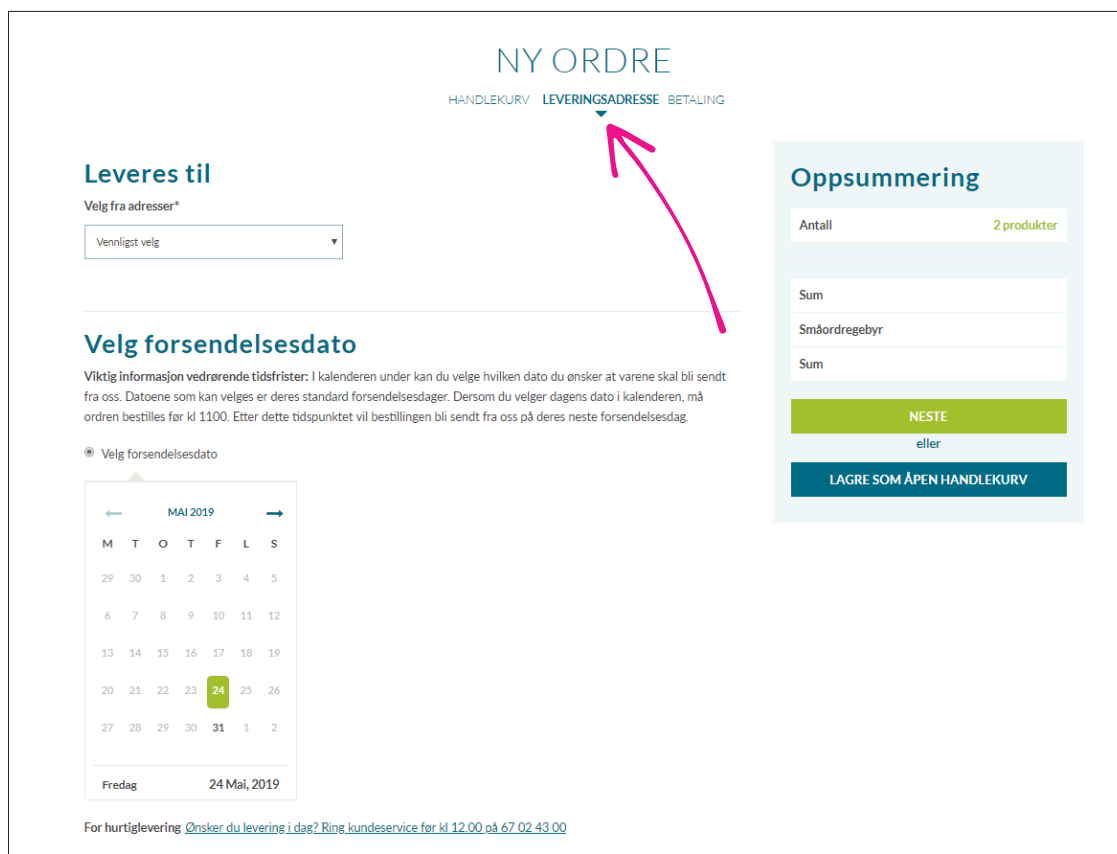 NY ORDRE
HANDLEKURV LEVERINGSADRESSE BETALING
Leveres til
Velg fra adresser*
Vennligst velg
Velg forsendelsesdato
Viktig informasjon vedrørende tidsfrister: I kalenderen under kan du velge hvilken dato du ønsker at varene skal bli sendt
fra oss. Datoene som kan velges er deres standard forsendelsesdager. Dersom du velger dagens dato i kalenderen, må
ordren bestilles før kl 1100. Etter dette tidspunktet vil bestillingen bli sendt fra oss på deres neste forsendelsesdag.
Velg forsendelsesdato
MAI 2019
M T O T F L S
29 30 1 2 3 4 5
6 7 8 9 10 11 12
13 14 15 16 17 18 19
20 21 22 23 24 25 26
27 28 29 30 31 1 2
Fredag 24 Mai, 2019
For hurtiglevering Ønsker du levering i dag? Ring kundeservice før kl 12.00 på 67 02 43 00
Oppsummering
Antall 2 produkter
Sum
Småordregebyr
Sum
NESTE
eller
LAGRE SOM ÅPEN HANDLEKURV